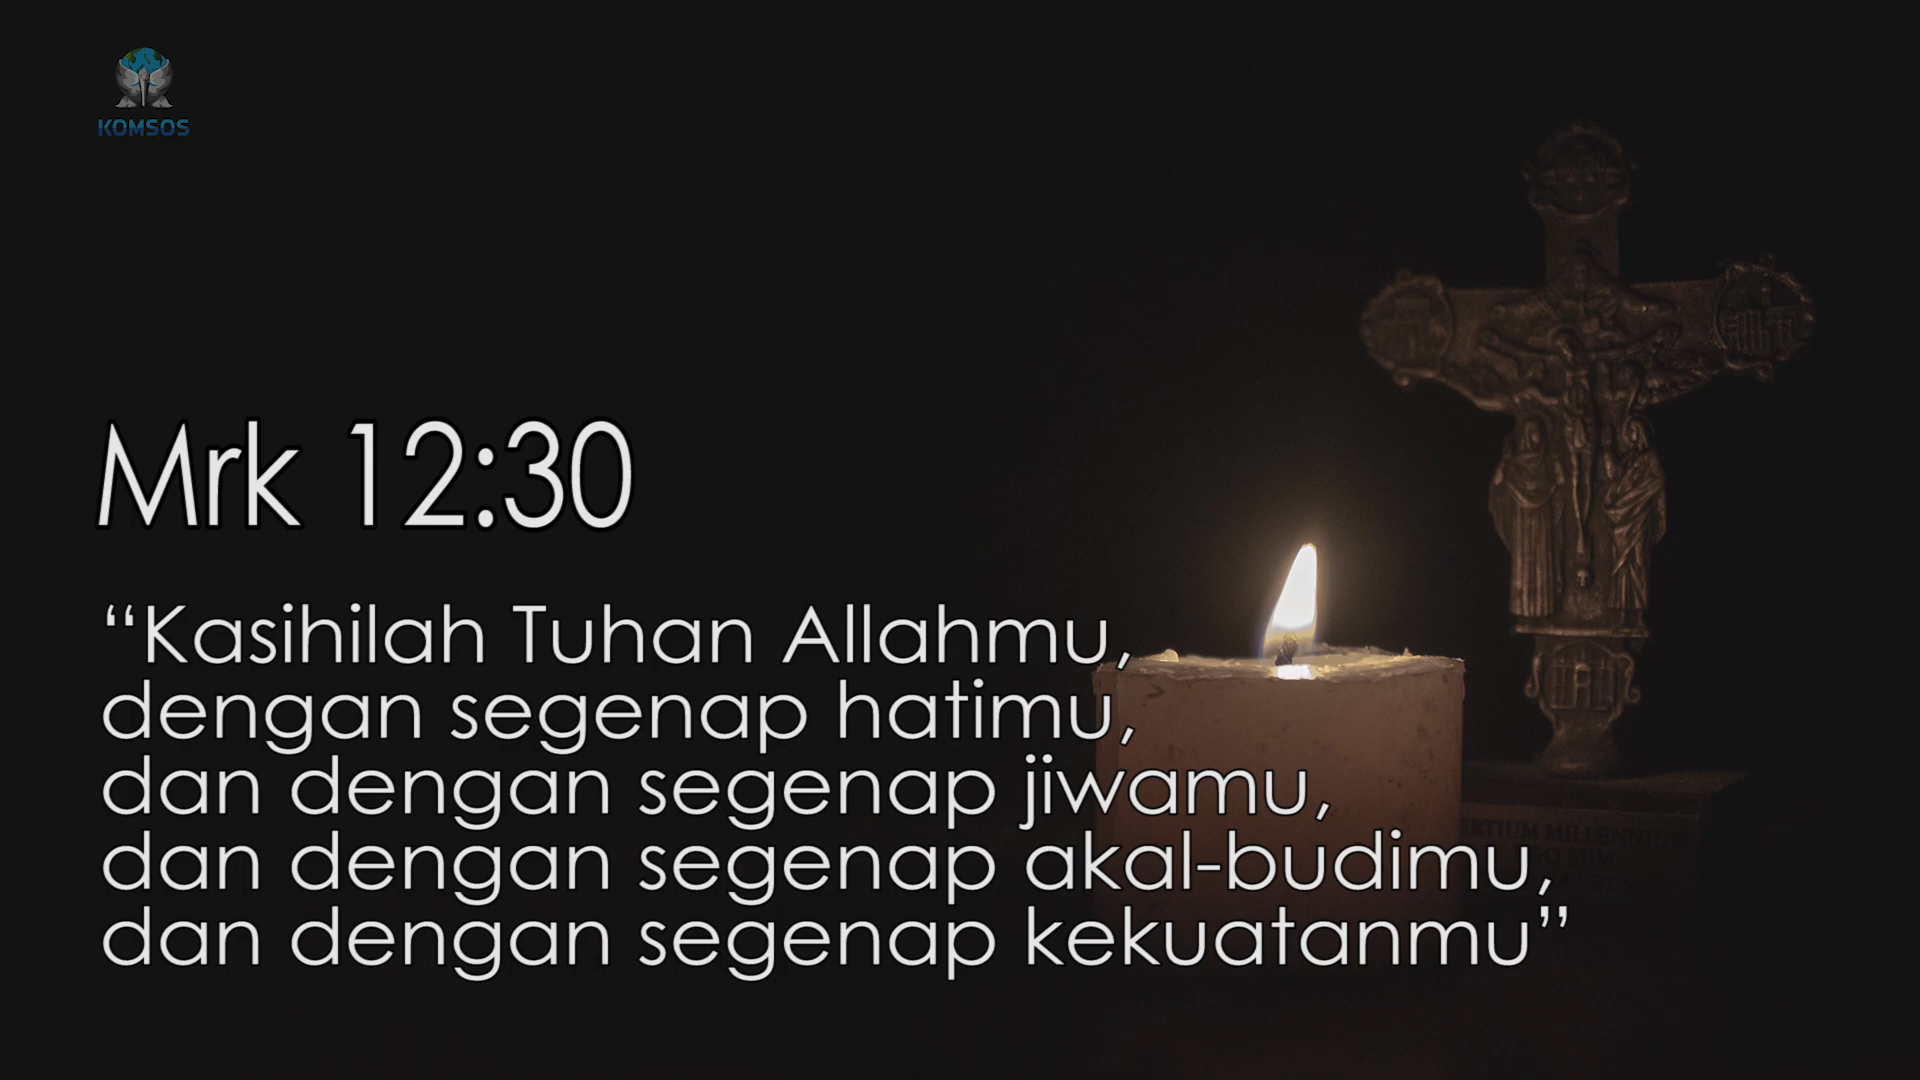 KOMSOS
Mrk 12:30
“Kasihilah Tuhan Allahmu,
dengan segenap hatimu,
dan dengan segenap jiwamu,
dan dengan segenap akal-budimu,
dan dengan segenap kekuatanmu”
MILLENNIUM